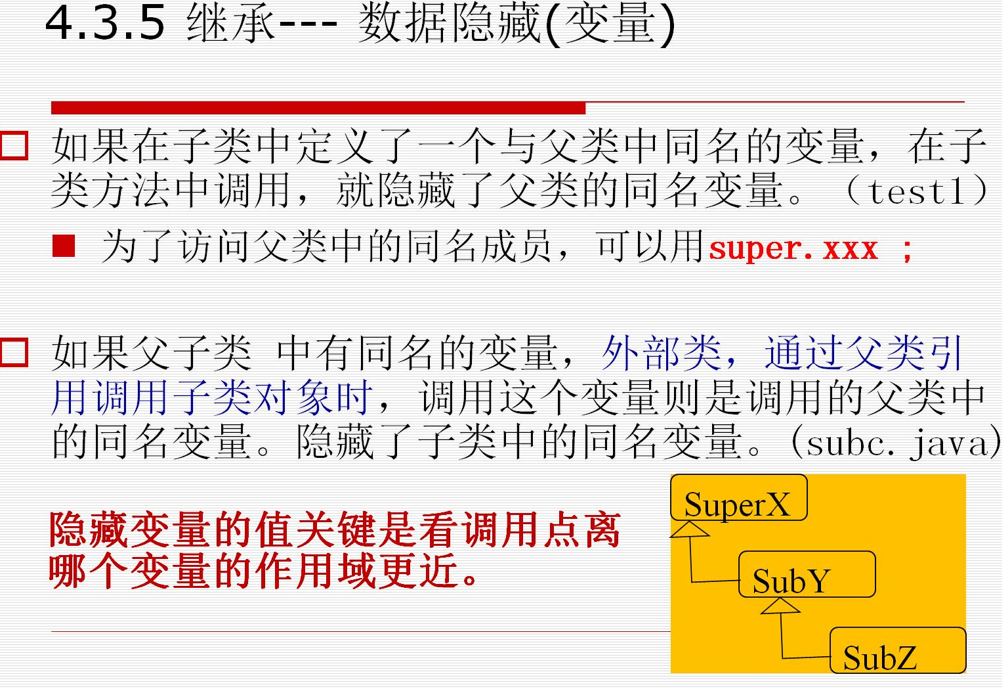 4.3.5 继承--- 数据隐藏(变量)
如果在子类中定义了一个与父类中同名的变量，在子
类方法中调用，就隐藏了父类的同名变量。（test1）
为了访问父类中的同名成员，可以用super.xxx ;
如果父子类 中有同名的变量，外部类，通过父类引
用调用子类对象时，调用这个变量则是调用的父类中
的同名变量。隐藏了子类中的同名变量。(subc.java)
隐藏变量的值关键是看调用点离
哪个变量的作用域更近。
SuperX
SubY
SubZ